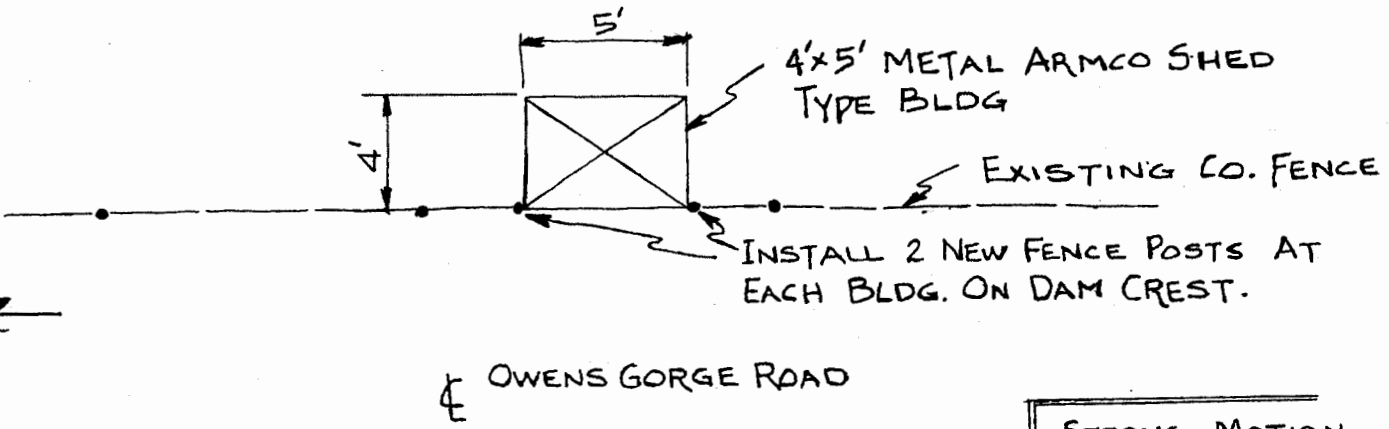 5'
4'x5' METAL ARMCO SHED
TYPE BLDG
4'
EXISTING CO. FENCE
INSTALL 2 NEW FENCE POSTS AT
EACH BLDG. ON DAM CREST.
℄ OWENS GORGE ROAD
MOTION